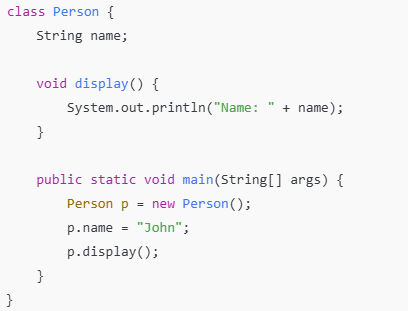 class Person {
    String name;

    void display() {
        System.out.println("Name: " + name);
    }

    public static void main(String[] args) {
        Person p = new Person();
        p.name = "John";
        p.display();
    }
}